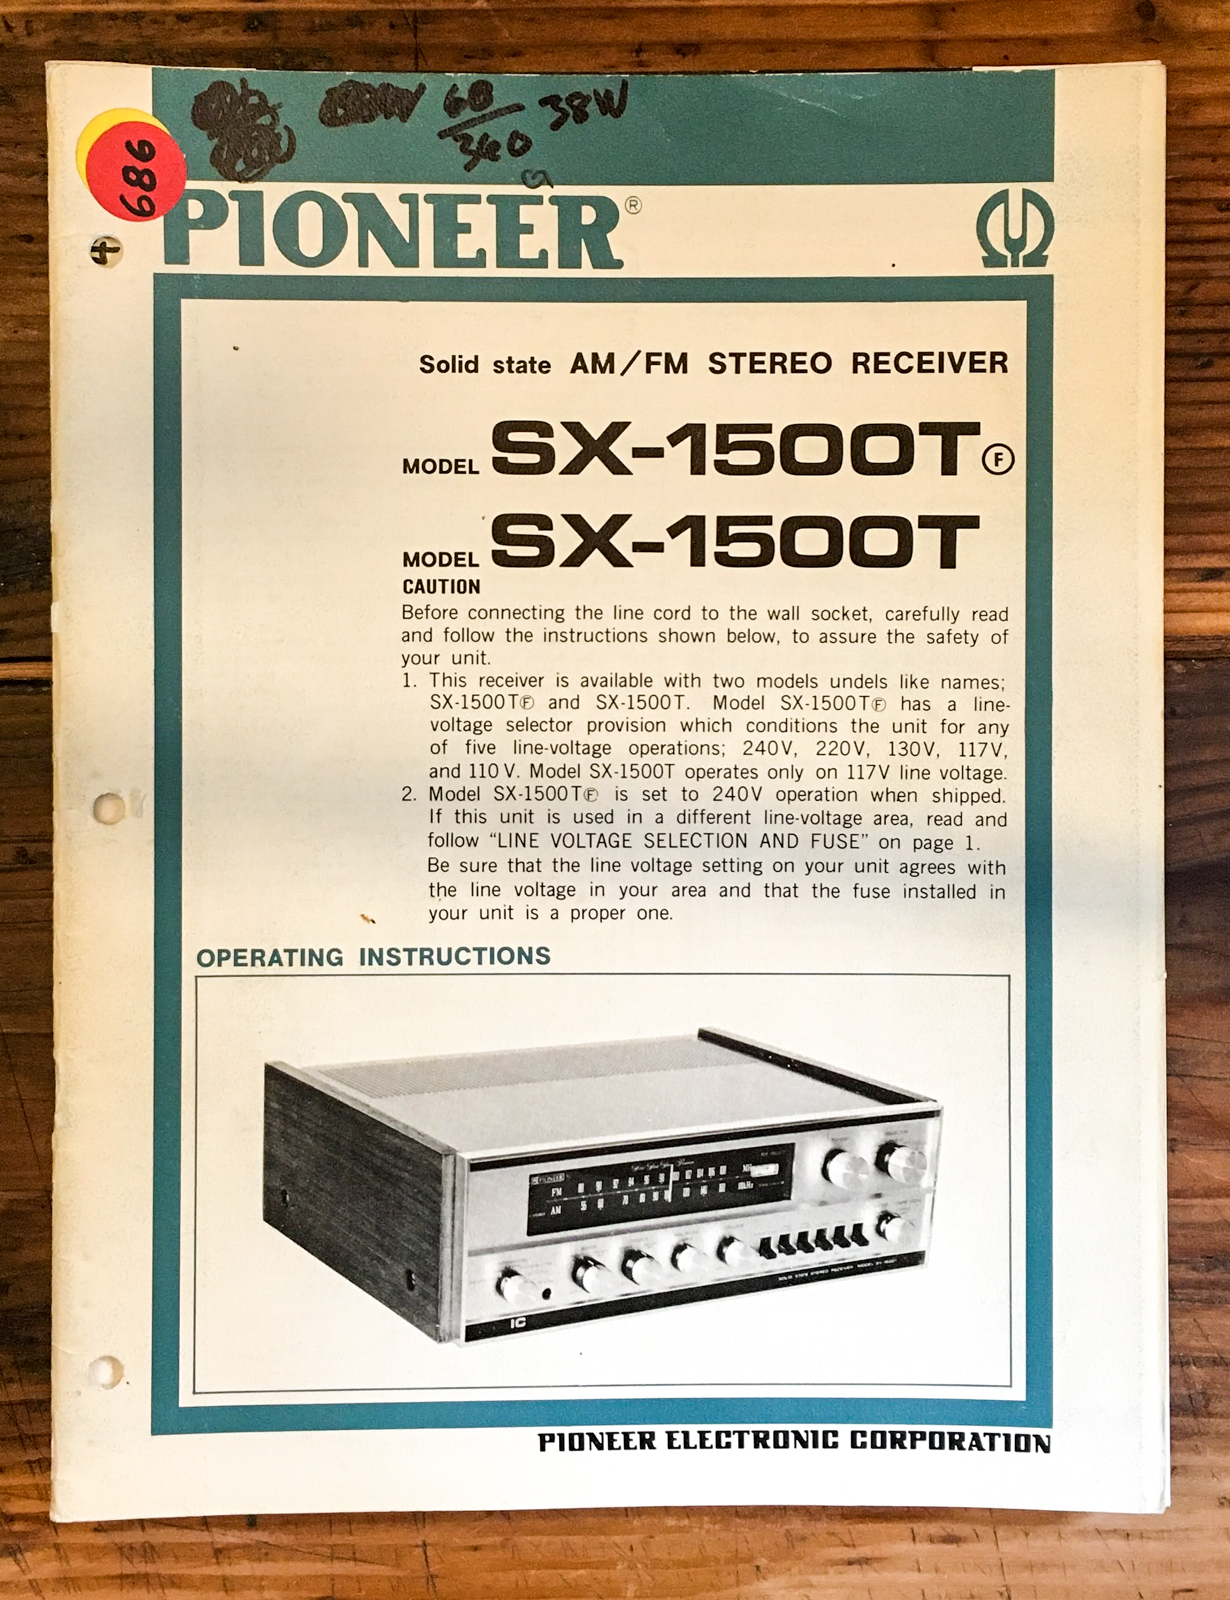 60
38W
360
686
4
PIONEER®
Solid state AM/FM STEREO RECEIVER
MODEL SX-1500T Ⓕ
MODEL SX-1500T
CAUTION
Before connecting the line cord to the wall socket, carefully read
and follow the instructions shown below, to assure the safety of
your unit.
1. This receiver is available with two models undels like names;
SX-1500TⒻ and SX-1500T. Model SX-1500TⒻ has a line-
voltage selector provision which conditions the unit for any
of five line-voltage operations; 240V, 220V, 130V, 117V,
and 110V. Model SX-1500T operates only on 117V line voltage.
2. Model SX-1500TⒻ is set to 240V operation when shipped.
If this unit is used in a different line-voltage area, read and
follow “LINE VOLTAGE SELECTION AND FUSE” on page 1.
Be sure that the line voltage setting on your unit agrees with
the line voltage in your area and that the fuse installed in
your unit is a proper one.
OPERATING INSTRUCTIONS
PIONEER
FM
AM
IC
PIONEER ELECTRONIC CORPORATION